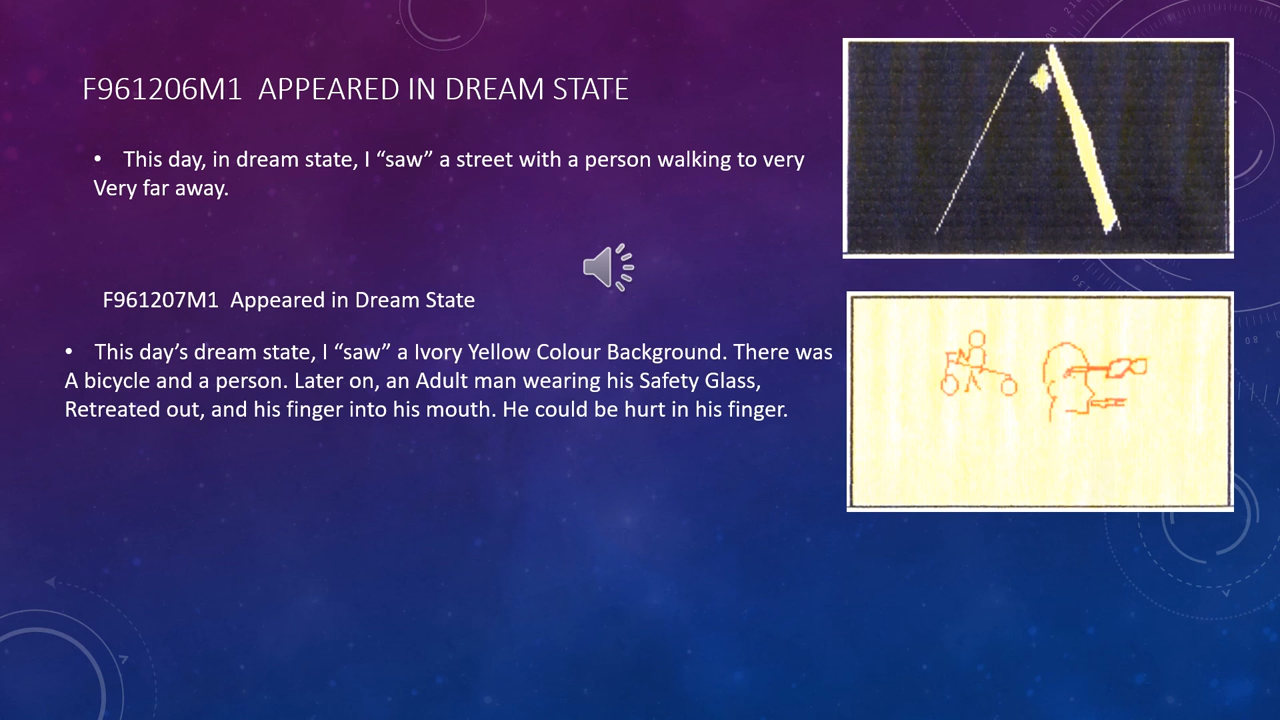 F961206M1 APPEARED IN DREAM STATE
• This day, in dream state, I “saw” a street with a person walking to very
Very far away.
F961207M1 Appeared in Dream State
• This day’s dream state, I “saw” a Ivory Yellow Colour Background. There was
A bicycle and a person. Later on, an Adult man wearing his Safety Glass,
Retreated out, and his finger into his mouth. He could be hurt in his finger.